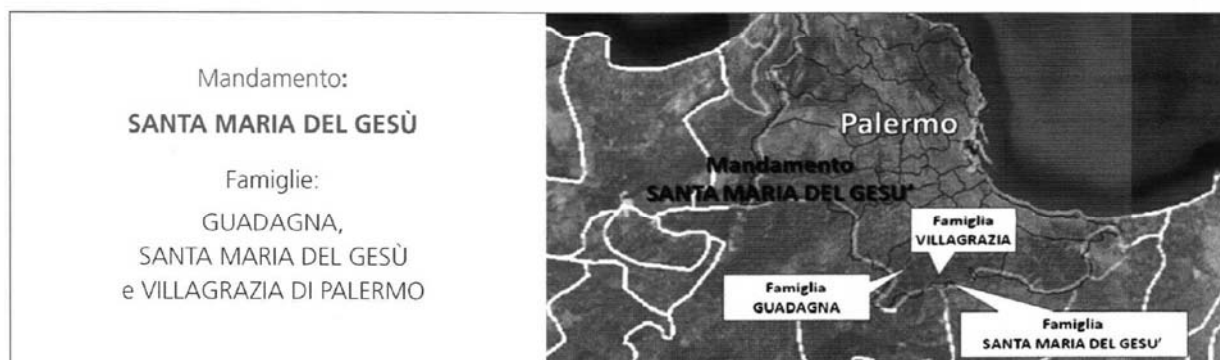 Mandamento:
SANTA MARIA DEL GESÙ
Famiglie:
GUADAGNA,
SANTA MARIA DEL GESÙ
e VILLAGRAZIA DI PALERMO
Palermo
Mandamento
SANTA MARIA DEL GESU'
Famiglia
VILLAGRAZIA
Famiglia
GUADAGNA
Famiglia
SANTA MARIA DEL GESU'